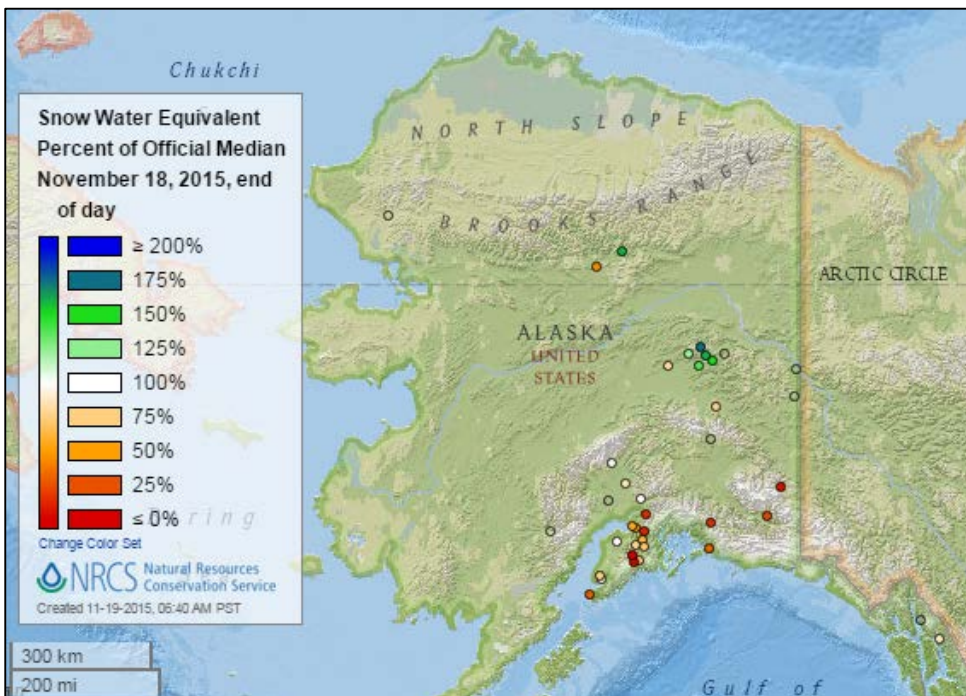 Chukchi
Snow Water Equivalent
Percent of Official Median
November 18, 2015, end
of day
≥ 200%
175%
150%
125%
100%
75%
50%
25%
≤ 0%
Change Color Set
NRCS Natural Resources
Conservation Service
Created 11-19-2015, 06:40 AM PST
300 km
200 mi
NORTH SLOPE
BROOKS RANGE
ARCTIC CIRCLE
ALASKA
UNITED
STATES
ring
Gulf of